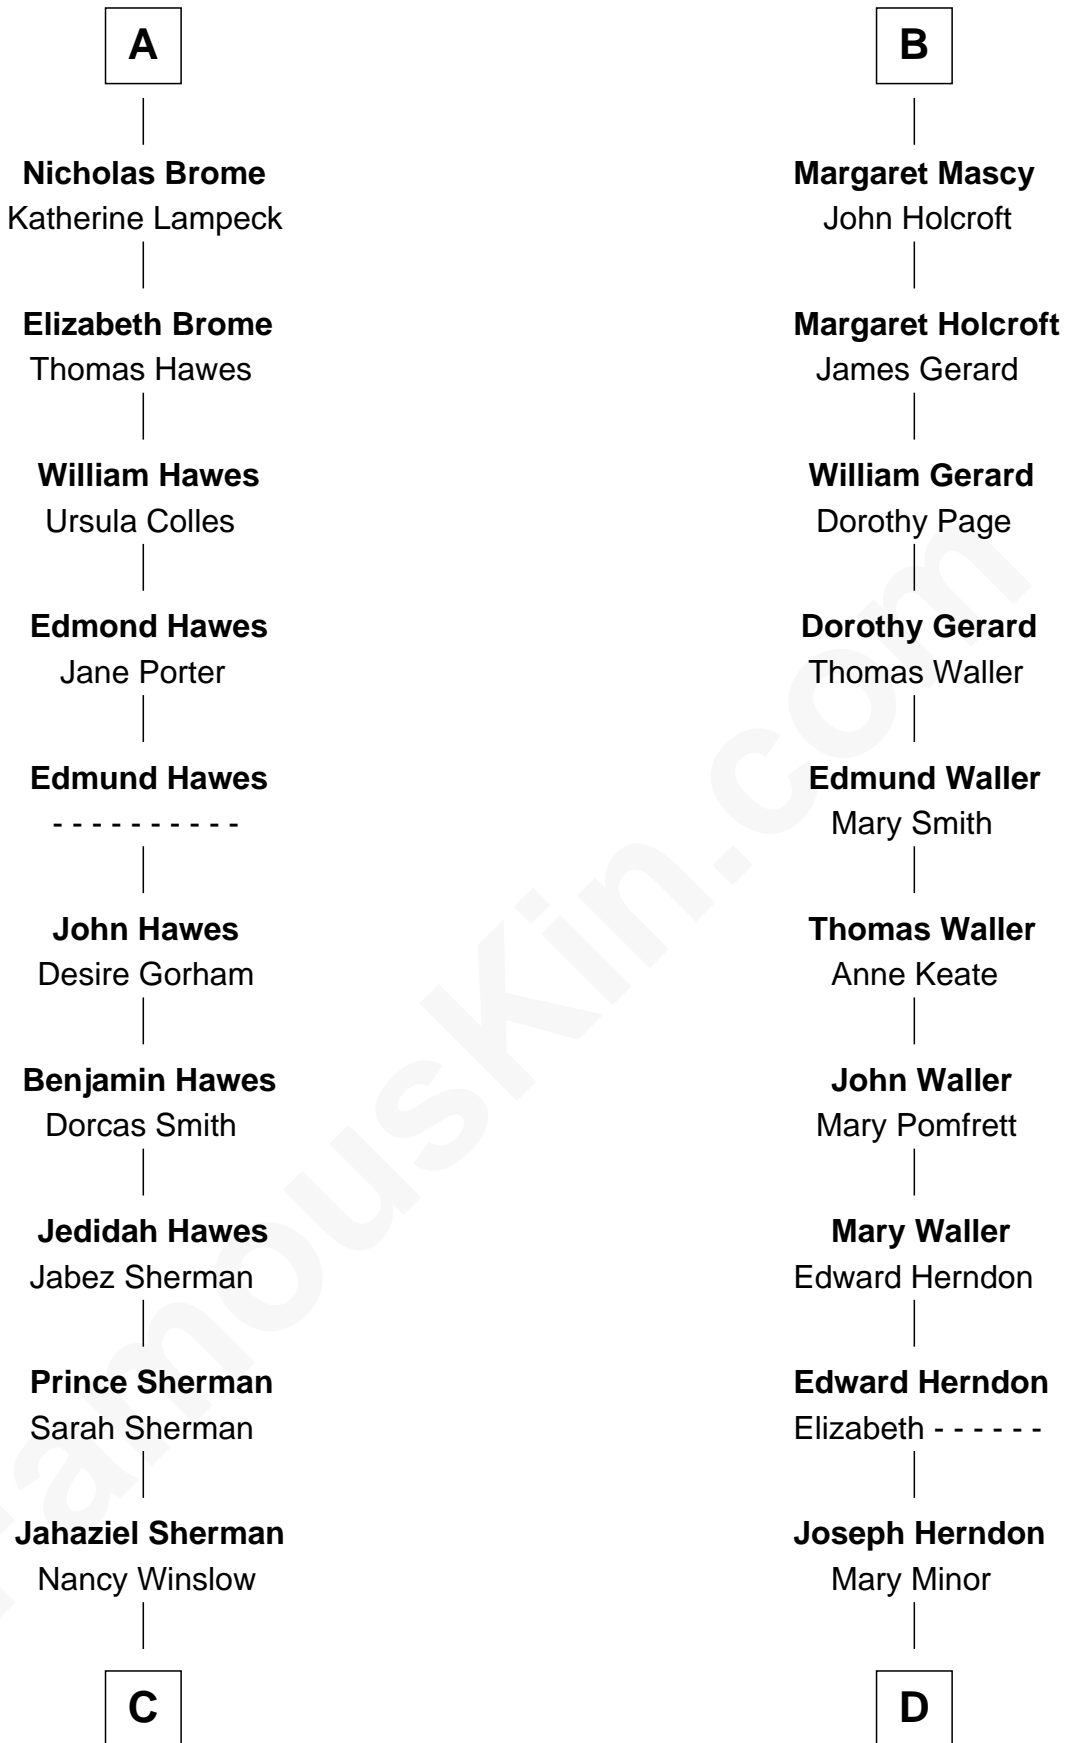 A
Nicholas Brome
Katherine Lampeck
Elizabeth Brome
Thomas Hawes
William Hawes
Ursula Colles
Edmond Hawes
Jane Porter
Edmund Hawes
- - - - - - - - - -
John Hawes
Desire Gorham
Benjamin Hawes
Dorcas Smith
Jedidah Hawes
Jabez Sherman
Prince Sherman
Sarah Sherman
Jahaziel Sherman
Nancy Winslow
C
B
Margaret Mascy
John Holcroft
Margaret Holcroft
James Gerard
William Gerard
Dorothy Page
Dorothy Gerard
Thomas Waller
Edmund Waller
Mary Smith
Thomas Waller
Anne Keate
John Waller
Mary Pomfrett
Mary Waller
Edward Herndon
Edward Herndon
Elizabeth - - - - - -
Joseph Herndon
Mary Minor
D
FamousKin.com